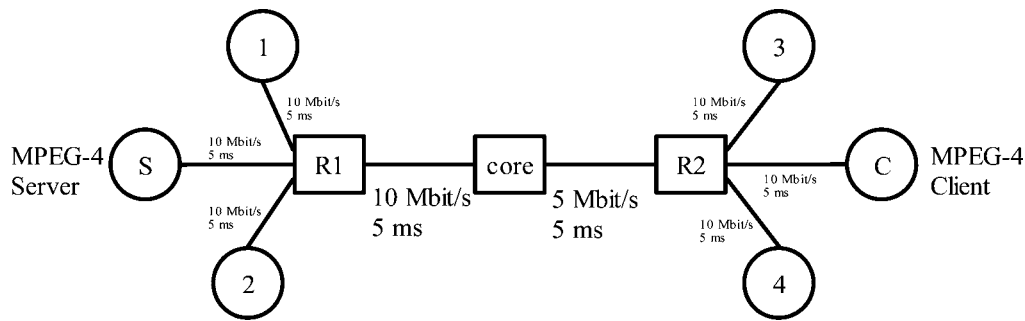 1
3
10 Mbit/s
5 ms
10 Mbit/s
5 ms
MPEG-4
Server
S
10 Mbit/s
5 ms
R1
core
R2
C
MPEG-4
Client
10 Mbit/s
5 ms
5 Mbit/s
5 ms
10 Mbit/s
5 ms
10 Mbit/s
5 ms
10 Mbit/s
5 ms
2
4